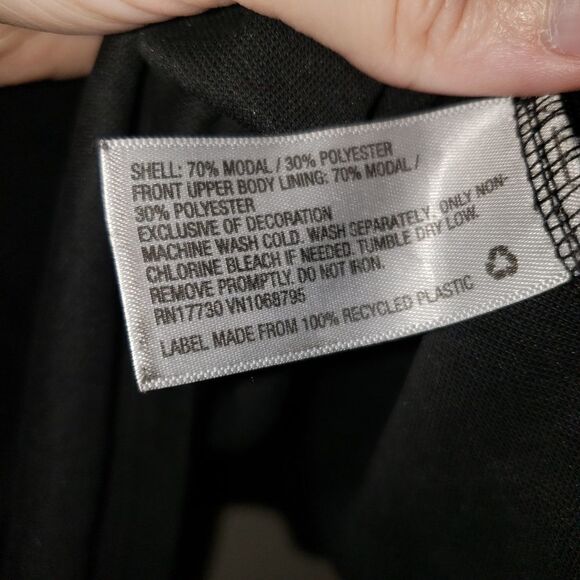 SHELL: 70% MODAL / 30% POLYESTER
FRONT UPPER BODY LINING: 70% MODAL /
30% POLYESTER
EXCLUSIVE OF DECORATION
MACHINE WASH COLD. WASH SEPARATELY, ONLY NON-
CHLORINE BLEACH IF NEEDED. TUMBLE DRY LOW.
REMOVE PROMPTLY. DO NOT IRON.
RN17730 VN1068795
LABEL MADE FROM 100% RECYCLED PLASTIC